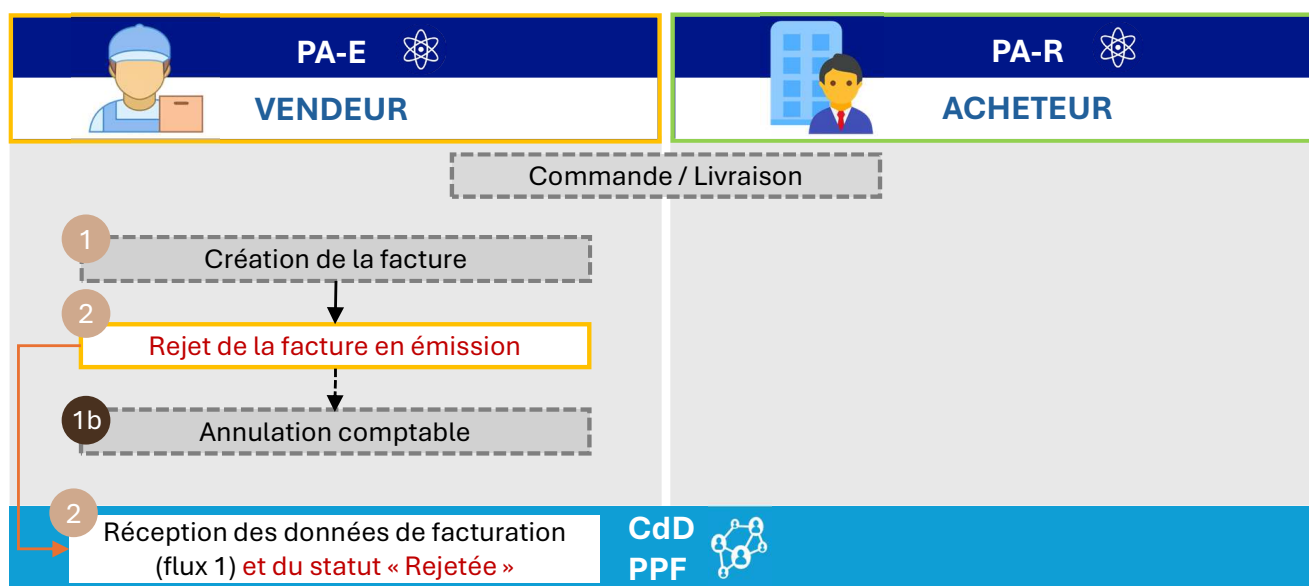 PA-E
VENDEUR
PA-R
ACHETEUR
Commande / Livraison
1
Création de la facture
2
Rejet de la facture en émission
1b
Annulation comptable
2
Réception des données de facturation
(flux 1) et du statut « Rejetée »
CdD
PPF